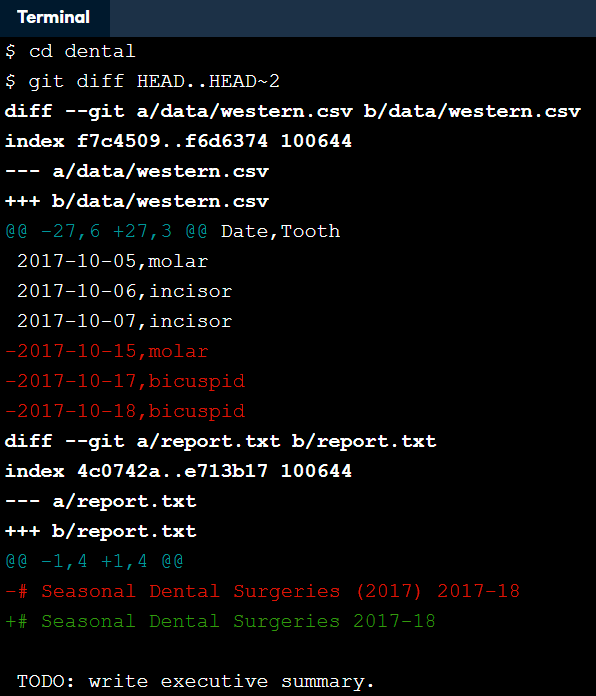 Terminal
$ cd dental
$ git diff HEAD..HEAD~2
diff --git a/data/western.csv b/data/western.csv
index f7c4509..f6d6374 100644
--- a/data/western.csv
+++ b/data/western.csv
@@ -27,6 +27,3 @@ Date,Tooth
 2017-10-05,molar
 2017-10-06,incisor
 2017-10-07,incisor
-2017-10-15,molar
-2017-10-17,bicuspid
-2017-10-18,bicuspid
diff --git a/report.txt b/report.txt
index 4c0742a..e713b17 100644
--- a/report.txt
+++ b/report.txt
@@ -1,4 +1,4 @@
-# Seasonal Dental Surgeries (2017) 2017-18
+# Seasonal Dental Surgeries 2017-18
 TODO: write executive summary.